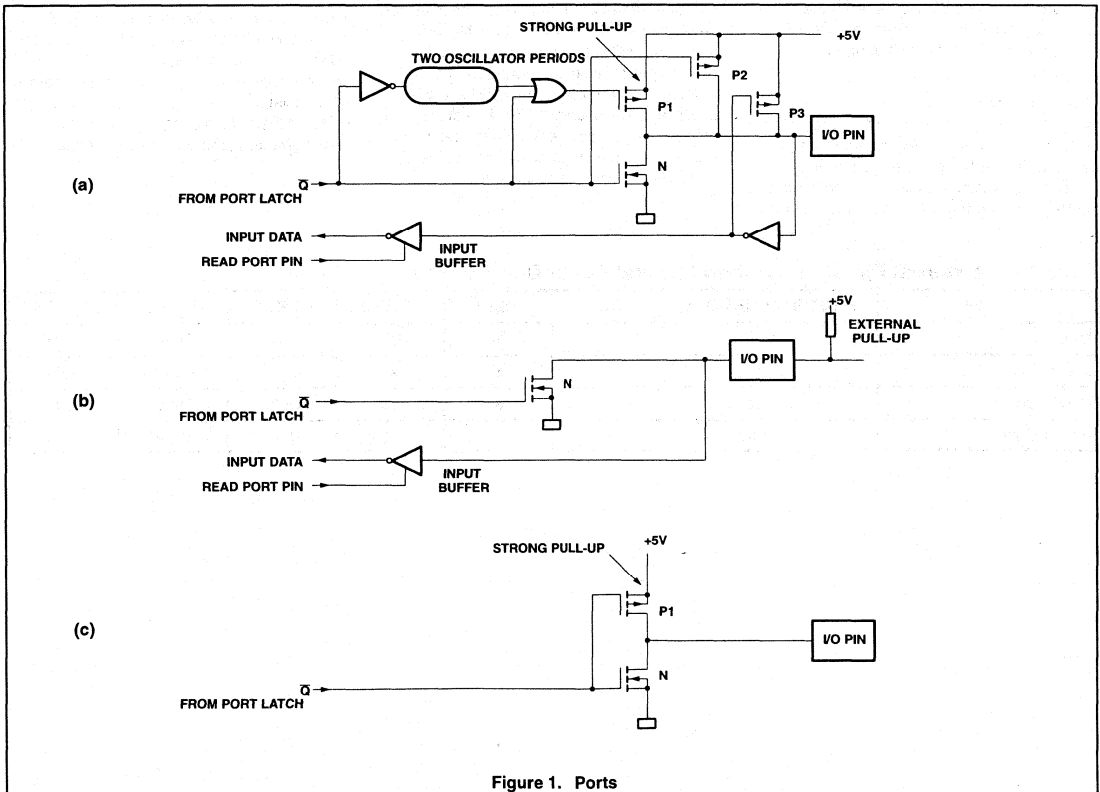 STRONG PULL-UP
+5V
TWO OSCILLATOR PERIODS
P2
P1
P3
I/O PIN
(a)
N
Q̅
FROM PORT LATCH
INPUT DATA
INPUT
BUFFER
READ PORT PIN
+5V
EXTERNAL
PULL-UP
I/O PIN
N
(b)
Q̅
FROM PORT LATCH
INPUT DATA
INPUT
BUFFER
READ PORT PIN
STRONG PULL-UP
+5V
P1
(c)
I/O PIN
N
Q̅
FROM PORT LATCH
Figure 1. Ports